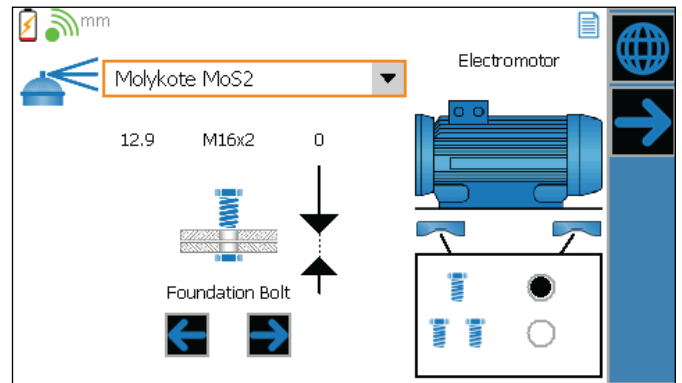 mm
Electromotor
Molykote MoS2
12.9 M16x2 0
Foundation Bolt